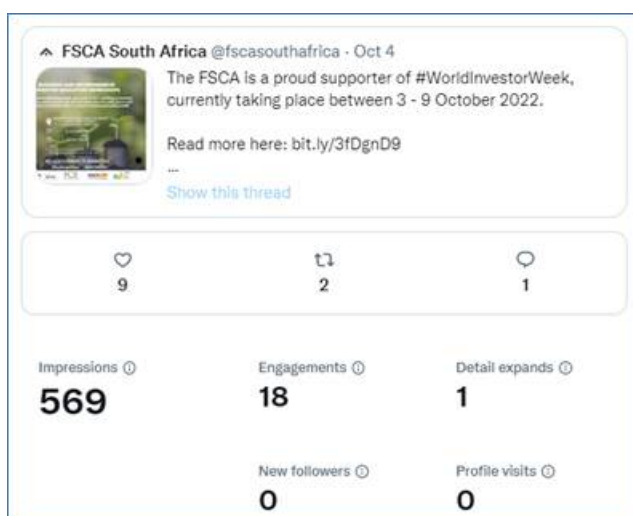 FSCA South Africa @fscasouthafrica · Oct 4
The FSCA is a proud supporter of #WorldInvestorWeek,
currently taking place between 3 - 9 October 2022.
Read more here: bit.ly/3fDgnD9
...
Show this thread
9 2 1
Impressions Engagements Detail expands
569 18 1
New followers Profile visits
0 0